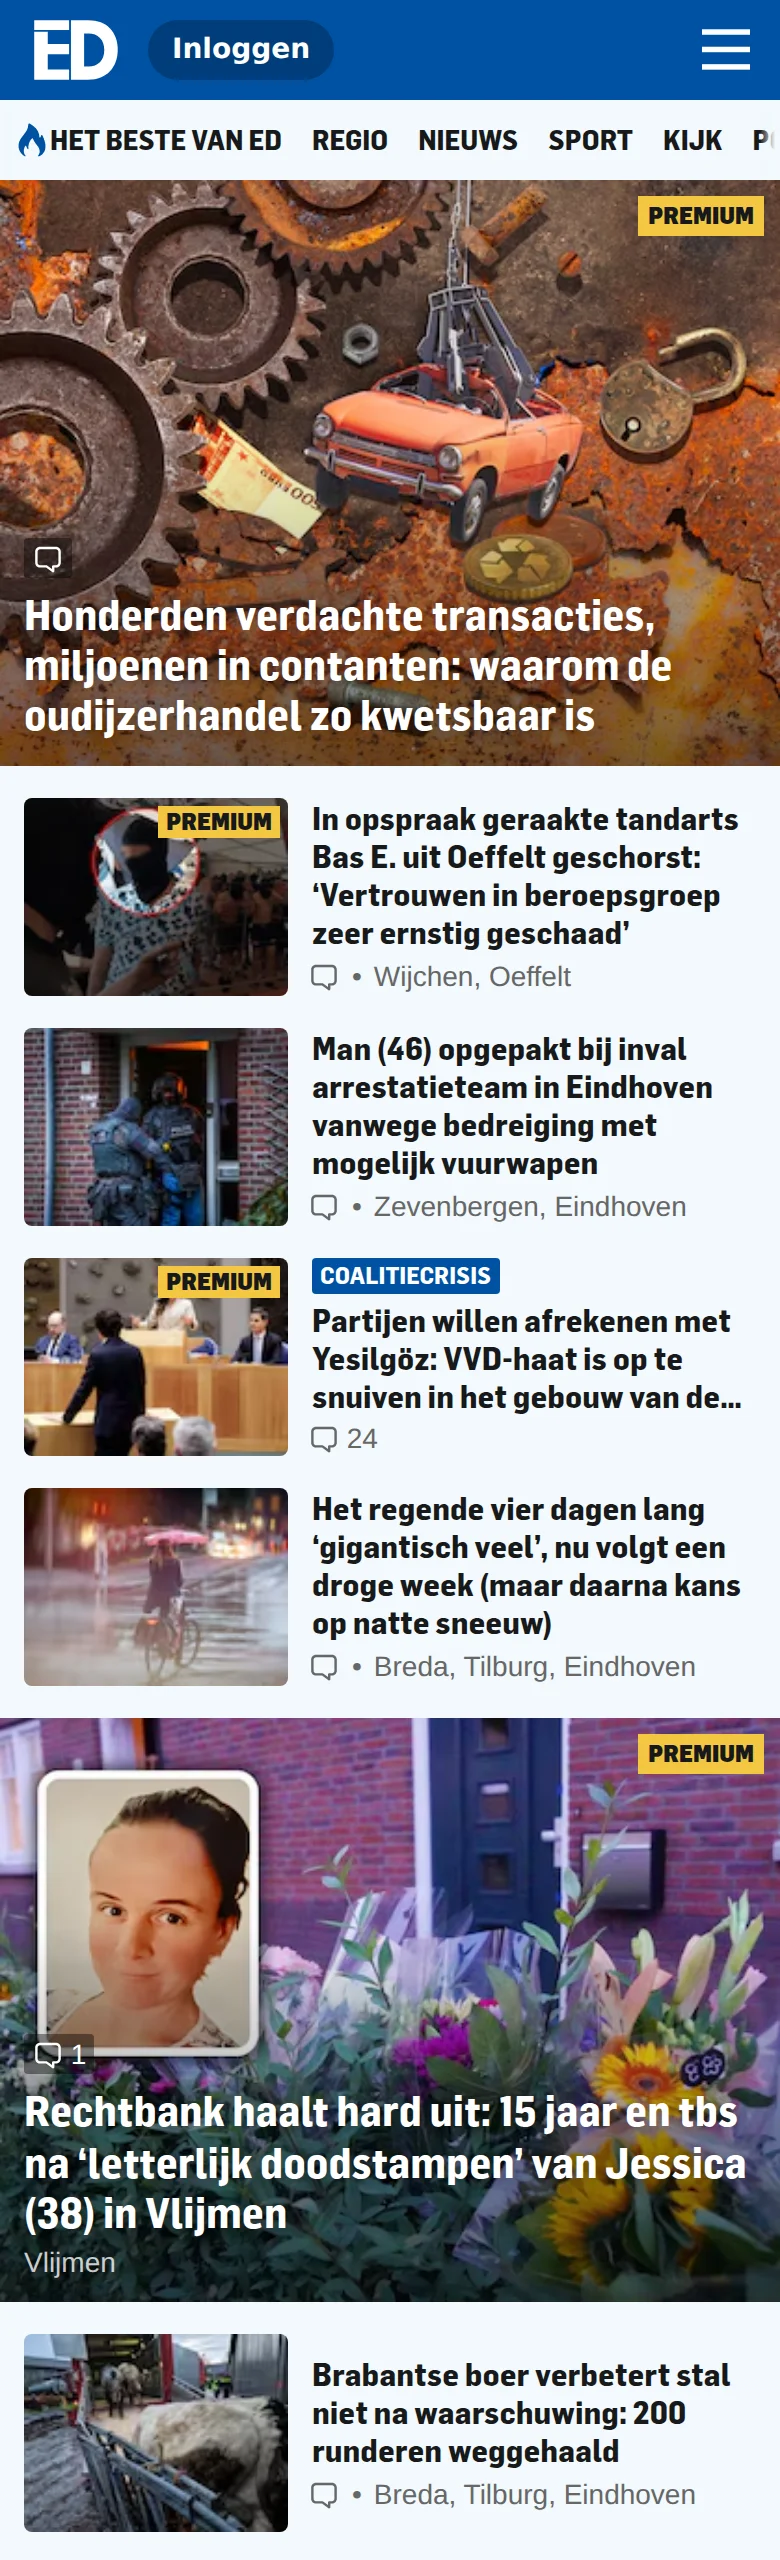 ED
Inloggen
HET BESTE VAN ED REGIO NIEUWS SPORT KIJK
PREMIUM
500 EURO
Honderden verdachte transacties,
miljoenen in contanten: waarom de
oudijzerhandel zo kwetsbaar is
PREMIUM
In opspraak geraakte tandarts
Bas E. uit Oeffelt geschorst:
‘Vertrouwen in beroepsgroep
zeer ernstig geschaad’
• Wijchen, Oeffelt
Man (46) opgepakt bij inval
arrestatieteam in Eindhoven
vanwege bedreiging met
mogelijk vuurwapen
• Zevenbergen, Eindhoven
PREMIUM
COALITIECRISIS
Partijen willen afrekenen met
Yesilgöz: VVD-haat is op te
snuiven in het gebouw van de...
24
Het regende vier dagen lang
‘gigantisch veel’, nu volgt een
droge week (maar daarna kans
op natte sneeuw)
• Breda, Tilburg, Eindhoven
PREMIUM
1
Rechtbank haalt hard uit: 15 jaar en tbs
na ‘letterlijk doodstampen’ van Jessica
(38) in Vlijmen
Vlijmen
Brabantse boer verbetert stal
niet na waarschuwing: 200
runderen weggehaald
• Breda, Tilburg, Eindhoven